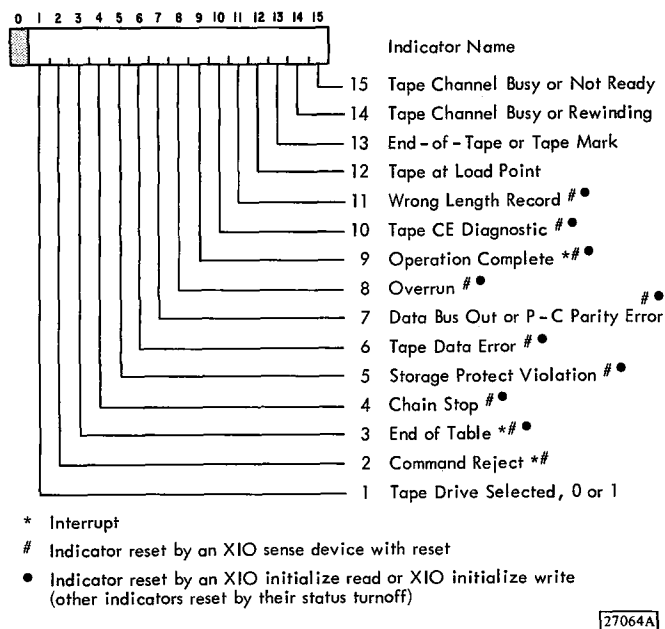 0 1 2 3 4 5 6 7 8 9 10 11 12 13 14 15
Indicator Name
15 Tape Channel Busy or Not Ready
14 Tape Channel Busy or Rewinding
13 End-of-Tape or Tape Mark
12 Tape at Load Point
11 Wrong Length Record #●
10 Tape CE Diagnostic #●
9 Operation Complete *#●
8 Overrun #●
7 Data Bus Out or P-C Parity Error #●
6 Tape Data Error #●
5 Storage Protect Violation #●
4 Chain Stop #●
3 End of Table *#●
2 Command Reject *#
1 Tape Drive Selected, 0 or 1
* Interrupt
# Indicator reset by an XIO sense device with reset
● Indicator reset by an XIO initialize read or XIO initialize write
(other indicators reset by their status turnoff)
27064A